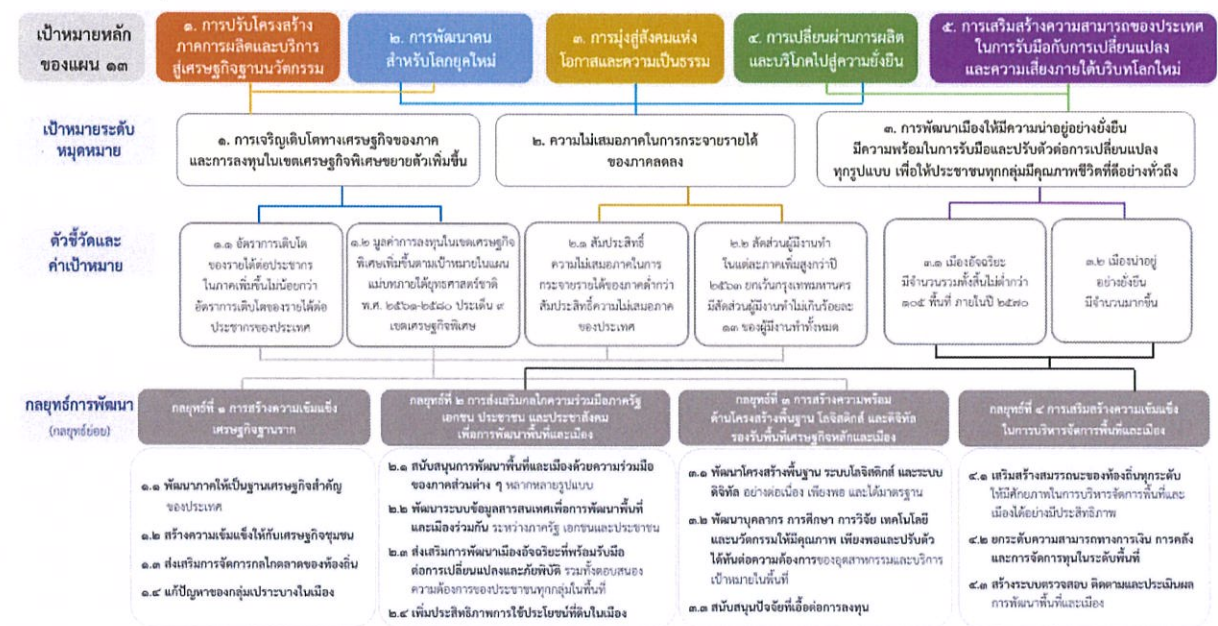 เป้าหมายหลัก
ของแผน ๑๓
๑. การปรับโครงสร้าง
ภาคการผลิตและบริการ
สู่เศรษฐกิจฐานนวัตกรรม
๒. การพัฒนาคน
สำหรับโลกยุคใหม่
๓. การมุ่งสู่สังคมแห่ง
โอกาสและความเป็นธรรม
๔. การเปลี่ยนผ่านการผลิต
และบริโภคไปสู่ความยั่งยืน
๕. การเสริมสร้างความสามารถของประเทศ
ในการรับมือกับการเปลี่ยนแปลง
และความเสี่ยงภายใต้บริบทโลกใหม่
เป้าหมายระดับ
หมุดหมาย
๑. การเจริญเติบโตทางเศรษฐกิจของภาค
และการลงทุนในเขตเศรษฐกิจพิเศษขยายตัวเพิ่มขึ้น
๒. ความไม่เสมอภาคในการกระจายรายได้
ของภาคลดลง
๓. การพัฒนาเมืองให้มีความน่าอยู่อย่างยั่งยืน
มีความพร้อมในการรับมือและปรับตัวต่อการเปลี่ยนแปลง
ทุกรูปแบบ เพื่อให้ประชาชนทุกกลุ่มมีคุณภาพชีวิตที่ดีอย่างทั่วถึง
ตัวชี้วัดและ
ค่าเป้าหมาย
๑.๑ อัตราการเติบโต
ของรายได้ต่อประชากร
ในภาคเพิ่มขึ้นไม่น้อยกว่า
อัตราการเติบโตของรายได้ต่อ
ประชากรของประเทศ
๑.๒ มูลค่าการลงทุนในเขตเศรษฐกิจ
พิเศษเพิ่มขึ้นตามเป้าหมายในแผน
แม่บทภายใต้ยุทธศาสตร์ชาติ
พ.ศ. ๒๕๖๑-๒๕๘๐ ประเด็น ๙
เขตเศรษฐกิจพิเศษ
๒.๑ สัมประสิทธิ์
ความไม่เสมอภาคในการ
กระจายรายได้ของภาคต่ำกว่า
สัมประสิทธิ์ความไม่เสมอภาค
ของประเทศ
๒.๒ สัดส่วนผู้มีงานทำ
ในแต่ละภาคเพิ่มสูงกว่าปี
๒๕๖๓ ยกเว้นกรุงเทพมหานคร
มีสัดส่วนผู้มีงานทำไม่เกินร้อยละ
๑๓ ของผู้มีงานทำทั้งหมด
๓.๑ เมืองอัจฉริยะ
มีจำนวนรวมทั้งสิ้นไม่ต่ำกว่า
๑๐๕ พื้นที่ ภายในปี ๒๕๗๐
๓.๒ เมืองน่าอยู่
อย่างยั่งยืน
มีจำนวนมากขึ้น
กลยุทธ์การพัฒนา
(กลยุทธ์ย่อย)
กลยุทธ์ที่ ๑ การสร้างความเข้มแข็ง
เศรษฐกิจฐานราก
กลยุทธ์ที่ ๒ การส่งเสริมกลไกความร่วมมือภาครัฐ
เอกชน ประชาชน และประชาสังคม
เพื่อการพัฒนาพื้นที่และเมือง
กลยุทธ์ที่ ๓ การสร้างความพร้อม
ด้านโครงสร้างพื้นฐาน โลจิสติกส์ และดิจิทัล
รองรับพื้นที่เศรษฐกิจหลักและเมือง
กลยุทธ์ที่ ๔ การเสริมสร้างความเข้มแข็ง
ในการบริหารจัดการพื้นที่และเมือง
๑.๑ พัฒนาภาคให้เป็นฐานเศรษฐกิจสำคัญ
ของประเทศ
๑.๒ สร้างความเข้มแข็งให้กับเศรษฐกิจชุมชน
๑.๓ ส่งเสริมการจัดการกลไกตลาดของท้องถิ่น
๑.๔ แก้ปัญหาของกลุ่มเปราะบางในเมือง
๒.๑ สนับสนุนการพัฒนาพื้นที่และเมืองด้วยความร่วมมือ
ของภาคส่วนต่าง ๆ หลากหลายรูปแบบ
๒.๒ พัฒนาระบบข้อมูลสารสนเทศเพื่อการพัฒนาพื้นที่
และเมืองร่วมกัน ระหว่างภาครัฐ เอกชนและประชาชน
๒.๓ ส่งเสริมการพัฒนาเมืองอัจฉริยะที่พร้อมรับมือ
ต่อการเปลี่ยนแปลงและภัยพิบัติ รวมทั้งตอบสนอง
ความต้องการของประชาชนทุกกลุ่มในพื้นที่
๒.๔ เพิ่มประสิทธิภาพการใช้ประโยชน์ที่ดินในเมือง
๓.๑ พัฒนาโครงสร้างพื้นฐาน ระบบโลจิสติกส์ และระบบ
ดิจิทัล อย่างต่อเนื่อง เพียงพอ และได้มาตรฐาน
๓.๒ พัฒนาบุคลากร การศึกษา การวิจัย เทคโนโลยี
และนวัตกรรมให้มีคุณภาพ เพียงพอและปรับตัว
ได้ทันต่อความต้องการของอุตสาหกรรมและบริการ
เป้าหมายในพื้นที่
๓.๓ สนับสนุนปัจจัยที่เอื้อต่อการลงทุน
๔.๑ เสริมสร้างสมรรถนะของท้องถิ่นทุกระดับ
ให้มีศักยภาพในการบริหารจัดการพื้นที่และ
เมืองได้อย่างมีประสิทธิภาพ
๔.๒ ยกระดับความสามารถทางการเงิน การคลัง
และการจัดการทุนในระดับพื้นที่
๔.๓ สร้างระบบตรวจสอบ ติดตามและประเมินผล
การพัฒนาพื้นที่และเมือง